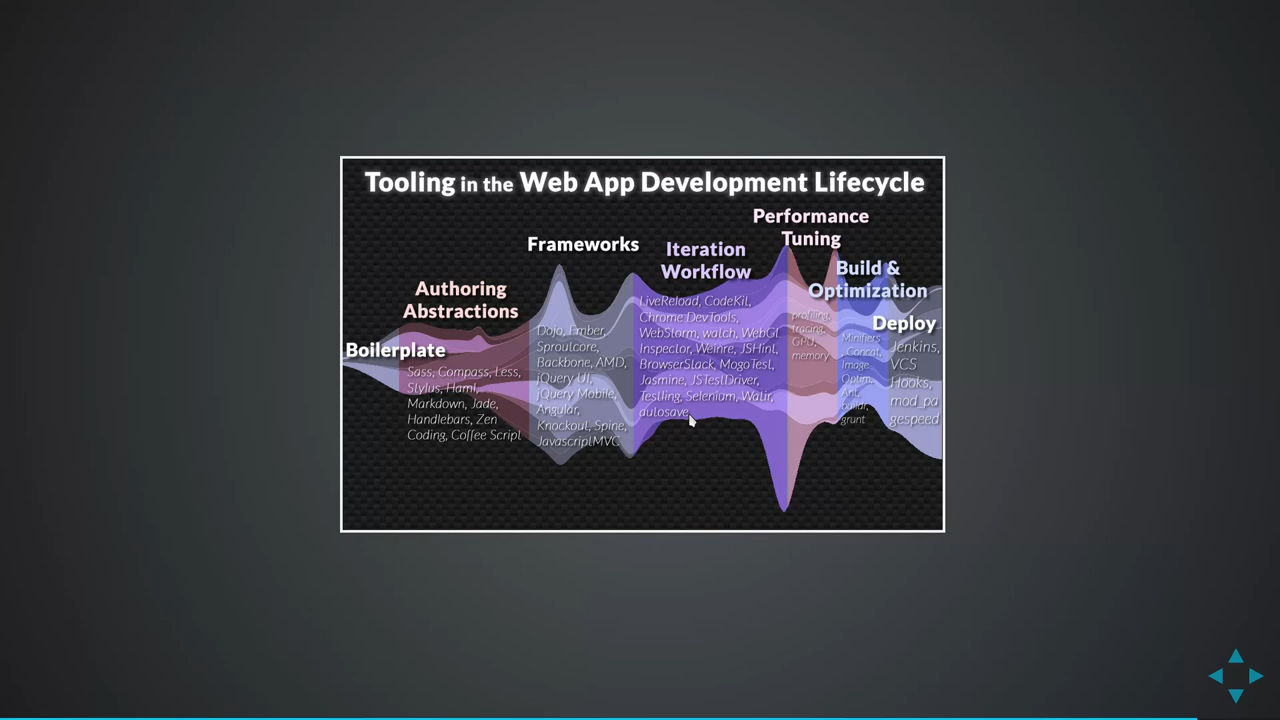 Tooling in the Web App Development Lifecycle
Boilerplate
Authoring
Abstractions
Sass, Compass, Less,
Stylus, Haml,
Markdown, Jade,
Handlebars, Zen
Coding, Coffee Script
Frameworks
Dojo, Ember,
Sproutcore,
Backbone, AMD,
jQuery UI,
jQuery Mobile,
Angular,
Knockout, Spine,
JavascriptMVC
Iteration
Workflow
LiveReload, CodeKit,
Chrome DevTools,
WebStorm, watch, WebGL
Inspector, Weinre, JSHint,
BrowserStack, MogoTest,
Jasmine, JSTestDriver,
Testling, Selenium, Watir,
autosave
Performance
Tuning
profiling,
tracing,
GPU,
memory
Build &
Optimization
Minifiers
, Concat,
Image
Optim,
Ant,
buildr,
grunt
Deploy
Jenkins,
VCS
Hooks,
mod_pa
gespeed